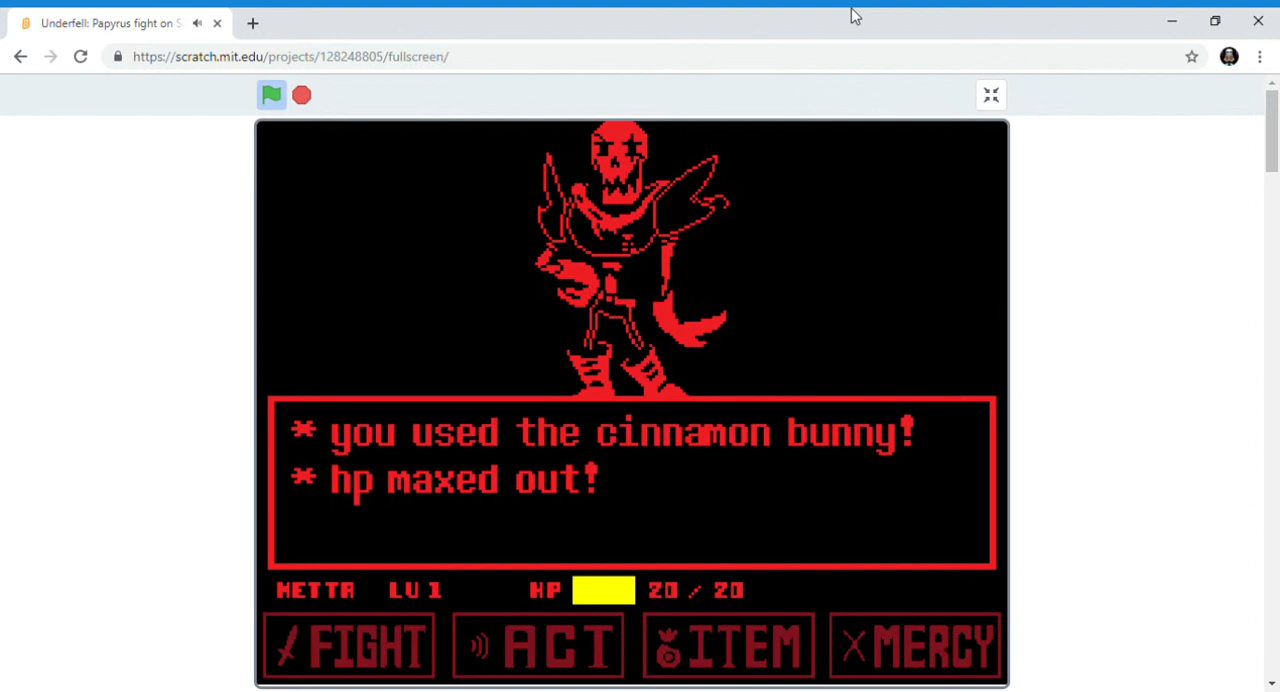 Underfell: Papyrus fight on S
https://scratch.mit.edu/projects/128248805/fullscreen/
* you used the cinnamon bunny!
* hp maxed out!
METTA LV 1 HP 20 / 20
FIGHT ACT ITEM MERCY